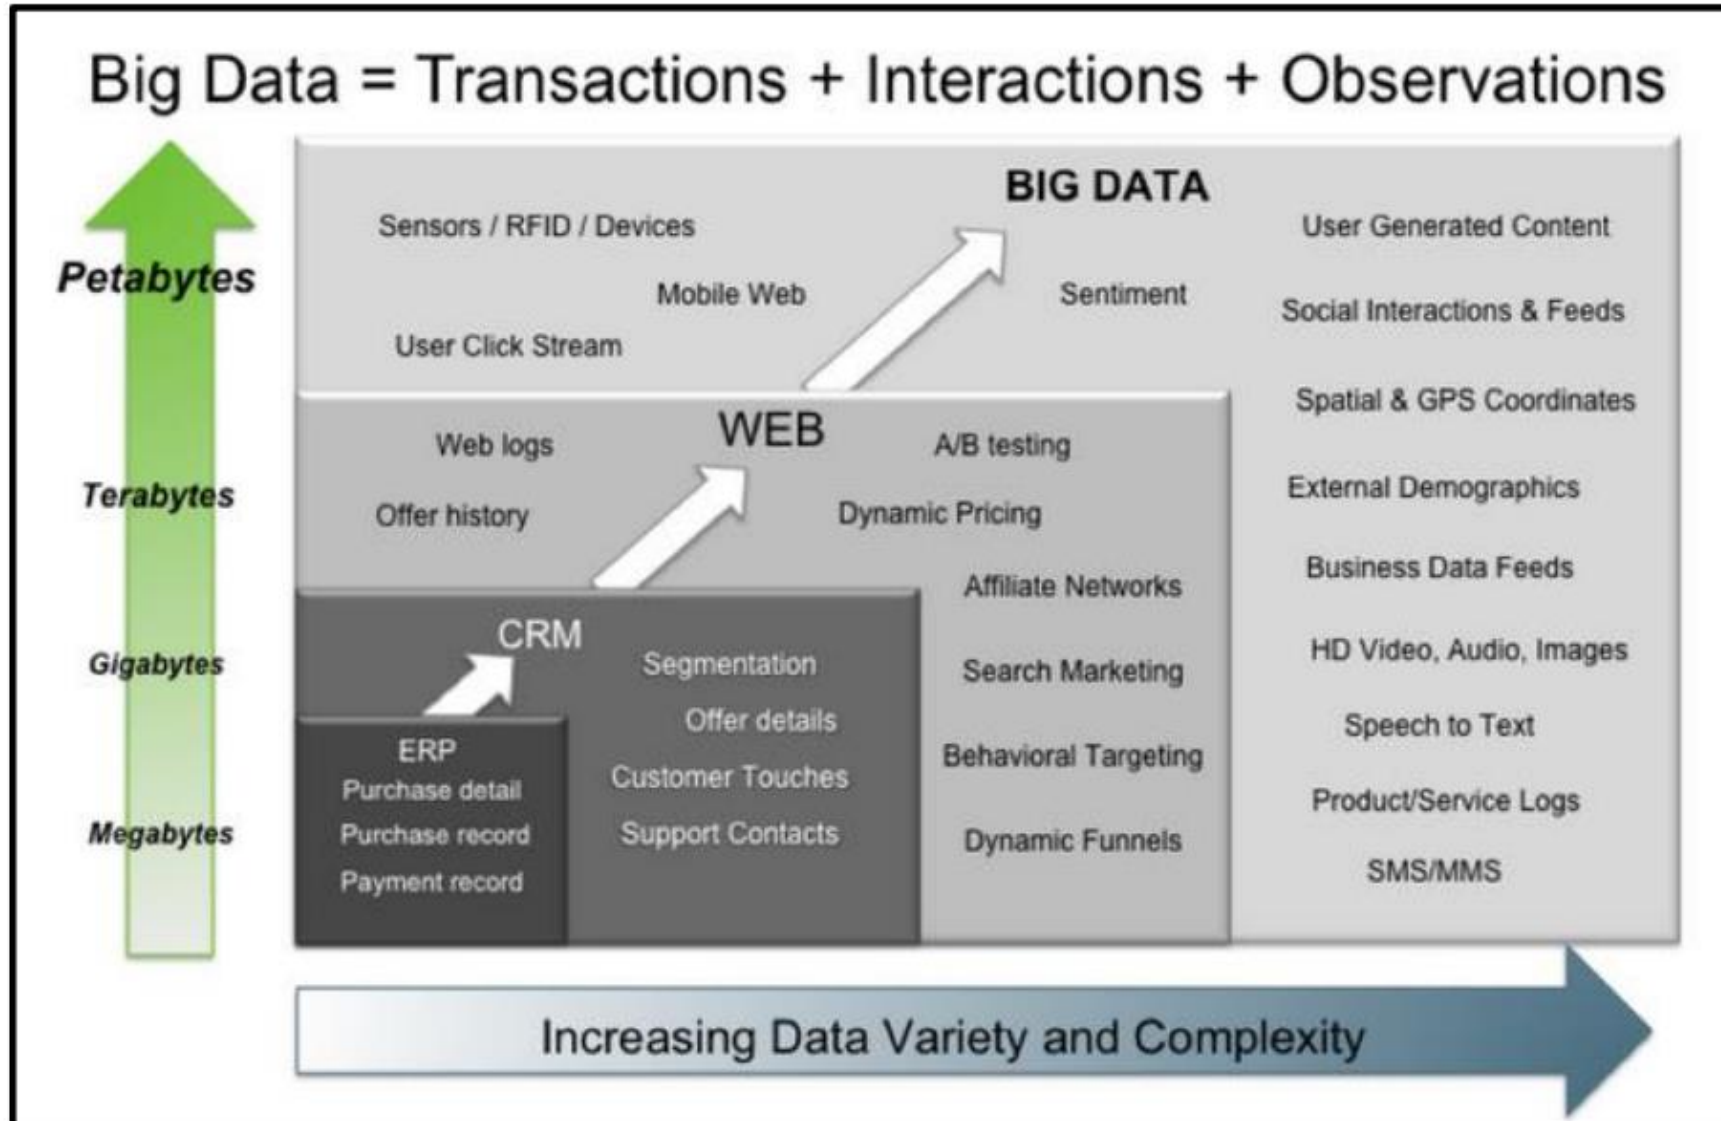 Big Data = Transactions + Interactions + Observations
Petabytes
Terabytes
Gigabytes
Megabytes
BIG DATA
Sensors / RFID / Devices
Mobile Web
User Click Stream
Sentiment
User Generated Content
Social Interactions & Feeds
Spatial & GPS Coordinates
External Demographics
Business Data Feeds
HD Video, Audio, Images
Speech to Text
Product/Service Logs
SMS/MMS
WEB
Web logs
Offer history
A/B testing
Dynamic Pricing
Affiliate Networks
Search Marketing
Behavioral Targeting
Dynamic Funnels
CRM
Segmentation
Offer details
Customer Touches
Support Contacts
ERP
Purchase detail
Purchase record
Payment record
Increasing Data Variety and Complexity